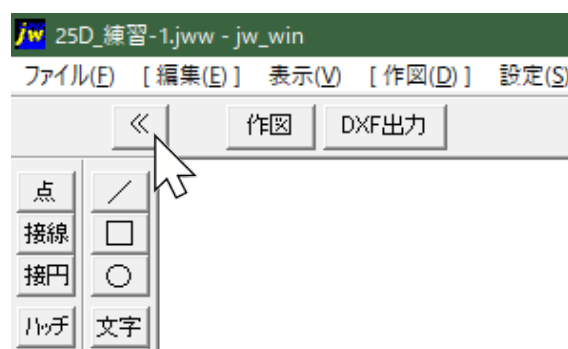 jw 25D_練習-1.jww - jw_win
ファイル(F) [編集(E)] 表示(V) [作図(D)] 設定(S)
≪ 作図 DXF出力
点 ／
接線 □
接円 ○
ハッチ 文字